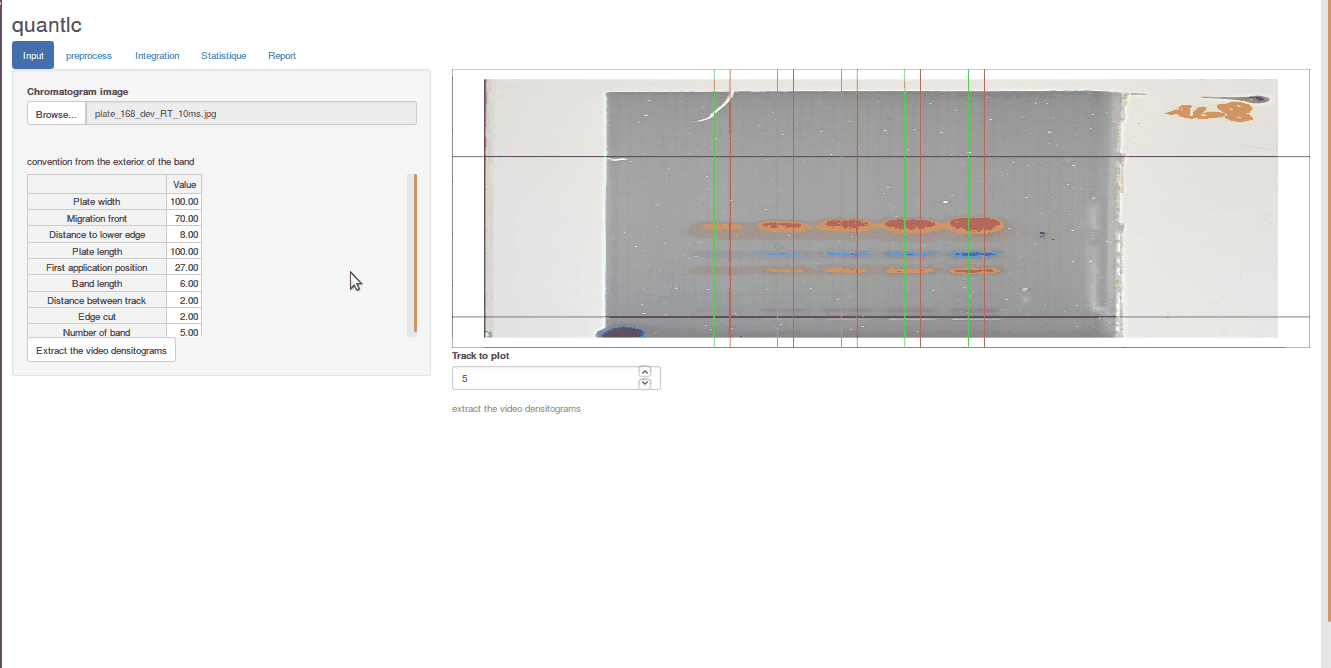 quantlc
Input preprocess Integration Statistique Report
Chromatogram image
Browse... plate_168_dev_RT_10ms.jpg
convention from the exterior of the band
Value
Plate width 100.00
Migration front 70.00
Distance to lower edge 8.00
Plate length 100.00
First application position 27.00
Band length 6.00
Distance between track 2.00
Edge cut 2.00
Number of band 5.00
Extract the video densitograms
168
Track to plot
5
extract the video densitograms